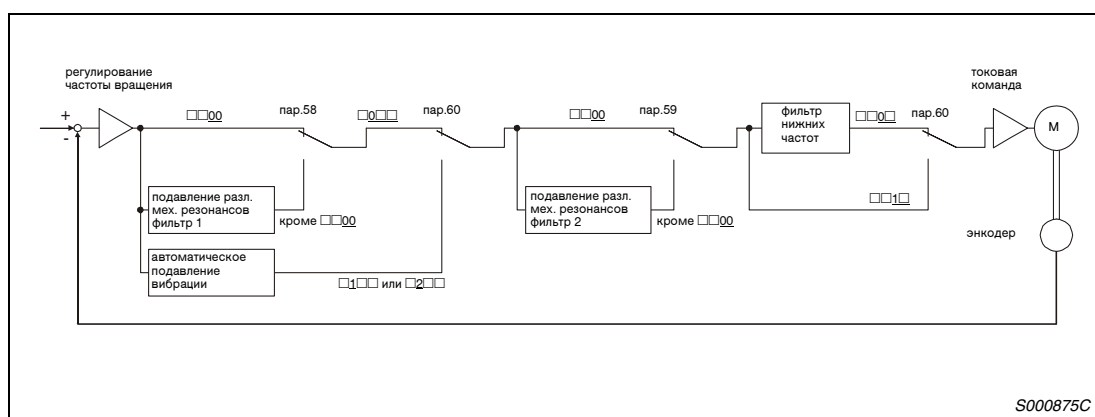 регулирование
частоты вращения
токовая
команда
+
-
□□00
пар.58
□0□□
пар.60
□□00
пар.59
фильтр
нижних
частот
□□0□
пар.60
M
подавление разл.
мех. резонансов
фильтр 1
кроме □□00
подавление разл.
мех. резонансов
фильтр 2
кроме □□00
□□1□
энкодер
автоматическое
подавление
вибрации
□1□□ или □2□□
S000875C